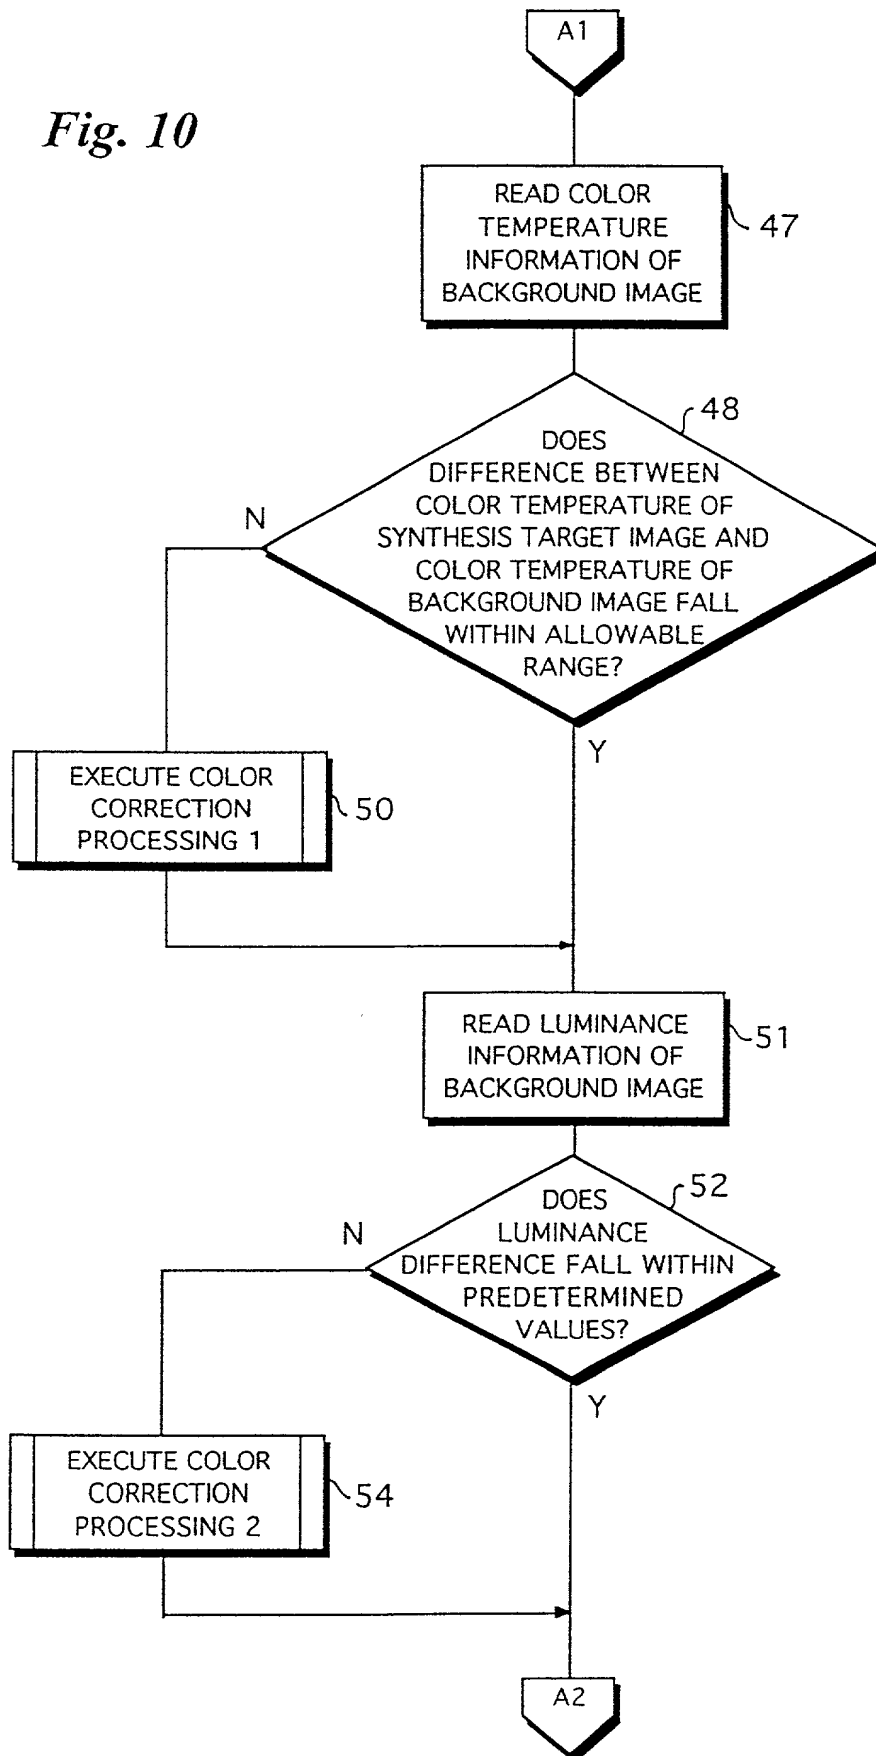 A1
Fig. 10
READ COLOR
TEMPERATURE
INFORMATION OF
BACKGROUND IMAGE
47
48
DOES
DIFFERENCE BETWEEN
COLOR TEMPERATURE OF
SYNTHESIS TARGET IMAGE AND
COLOR TEMPERATURE OF
BACKGROUND IMAGE FALL
WITHIN ALLOWABLE
RANGE?
N
Y
EXECUTE COLOR
CORRECTION
PROCESSING 1
50
READ LUMINANCE
INFORMATION OF
BACKGROUND IMAGE
51
52
DOES
LUMINANCE
DIFFERENCE FALL WITHIN
PREDETERMINED
VALUES?
N
Y
EXECUTE COLOR
CORRECTION
PROCESSING 2
54
A2